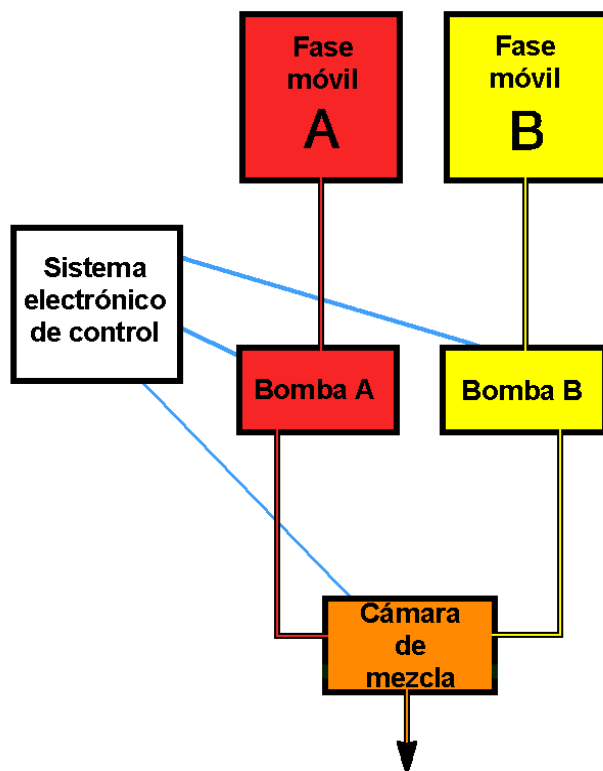 Fase
móvil
A
Fase
móvil
B
Sistema
electrónico
de control
Bomba A
Bomba B
Cámara
de
mezcla